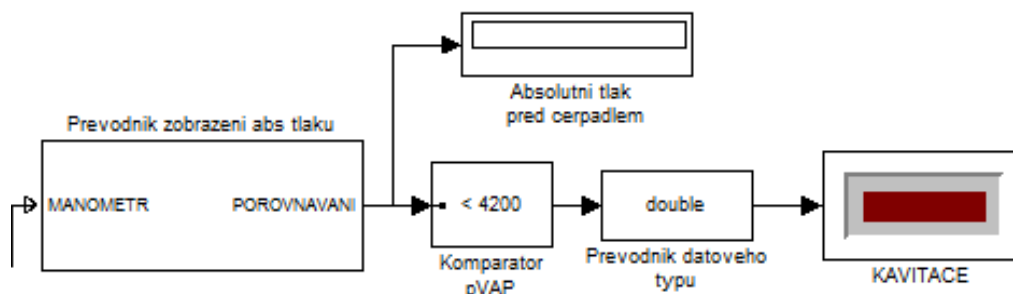 Absolutni tlak
pred cerpadlem
Prevodnik zobrazeni abs tlaku
MANOMETR
POROVNAVANI
< 4200
Komparator
pVAP
double
Prevodnik datoveho
typu
KAVITACE